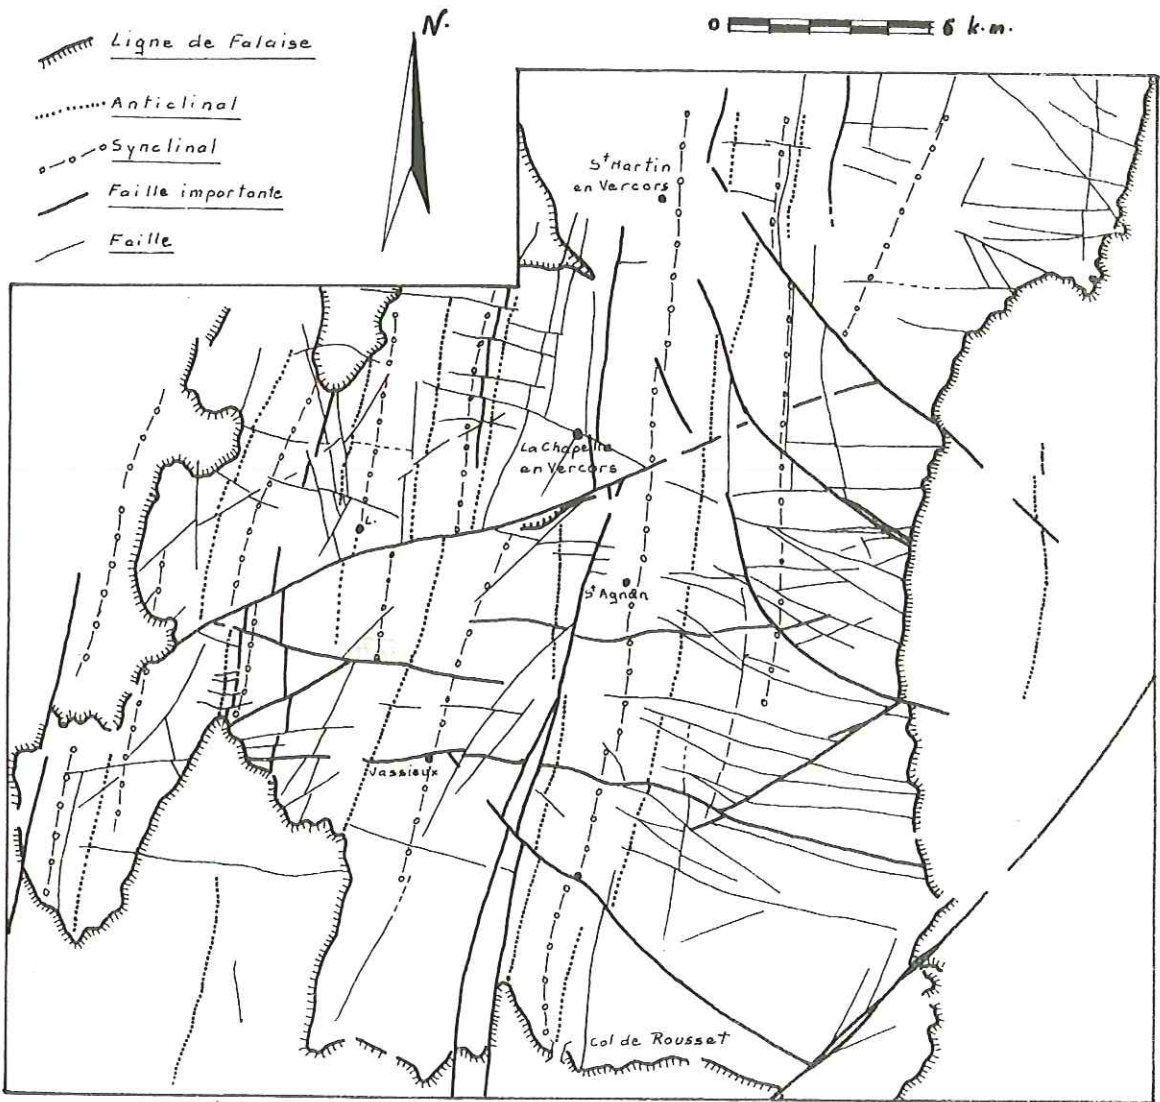 N.
0 6 k.m.
Ligne de Falaise
Anticlinal
Synclinal
Faille importante
Faille
St Martin
en Vercors
La Chapelle
en Vercors
L.
St Agnan
Vassieux
Col de Rousset